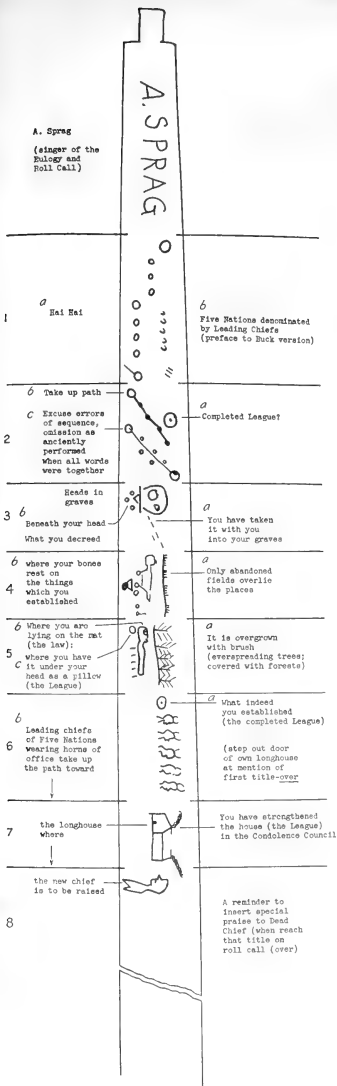 A. SPRAG
A. Sprag
(singer of the
Eulogy and
Roll Call)
1
a
Hai Hai
b
Five Nations denominated
by Leading Chiefs
(preface to Buck version)
2
b Take up path
c Excuse errors
of sequence,
omission as
anciently
performed
when all words
were together
a
Completed League?
3
Heads in
graves
b
Beneath your head
What you decreed
a
You have taken
it with you
into your graves
4
b where your bones
rest on
the things
which you
established
a
Only abandoned
fields overlie
the places
5
b Where you are
lying on the mat
(the law):
c where you have
it under your
head as a pillow
(the League)
a
It is overgrown
with brush
(everspreading trees;
covered with forests)
6
b
Leading chiefs
of Five Nations
wearing horns of
office take up
the path toward
a What indeed
you established
(the completed League)
(step out door
of own longhouse
at mention of
first title-over
7
the longhouse
where
You have strengthened
the house (the League)
in the Condolence Council
8
the new chief
is to be raised
A reminder to
insert special
praise to Dead
Chief (when reach
that title on
roll call (over)